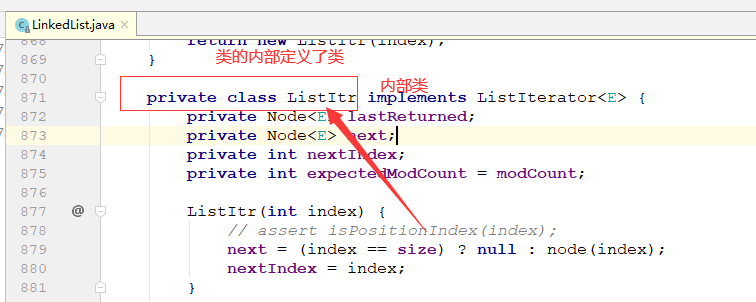 LinkedList.java ×
868 return new ListItr(index);
869 }
类的内部定义了类
870
内部类
871 private class ListItr implements ListIterator<E> {
872 private Node<E> lastReturned;
873 private Node<E> next;
874 private int nextIndex;
875 private int expectedModCount = modCount;
876
877 @ ListItr(int index) {
878 // assert isPositionIndex(index);
879 next = (index == size) ? null : node(index);
880 nextIndex = index;
881 }